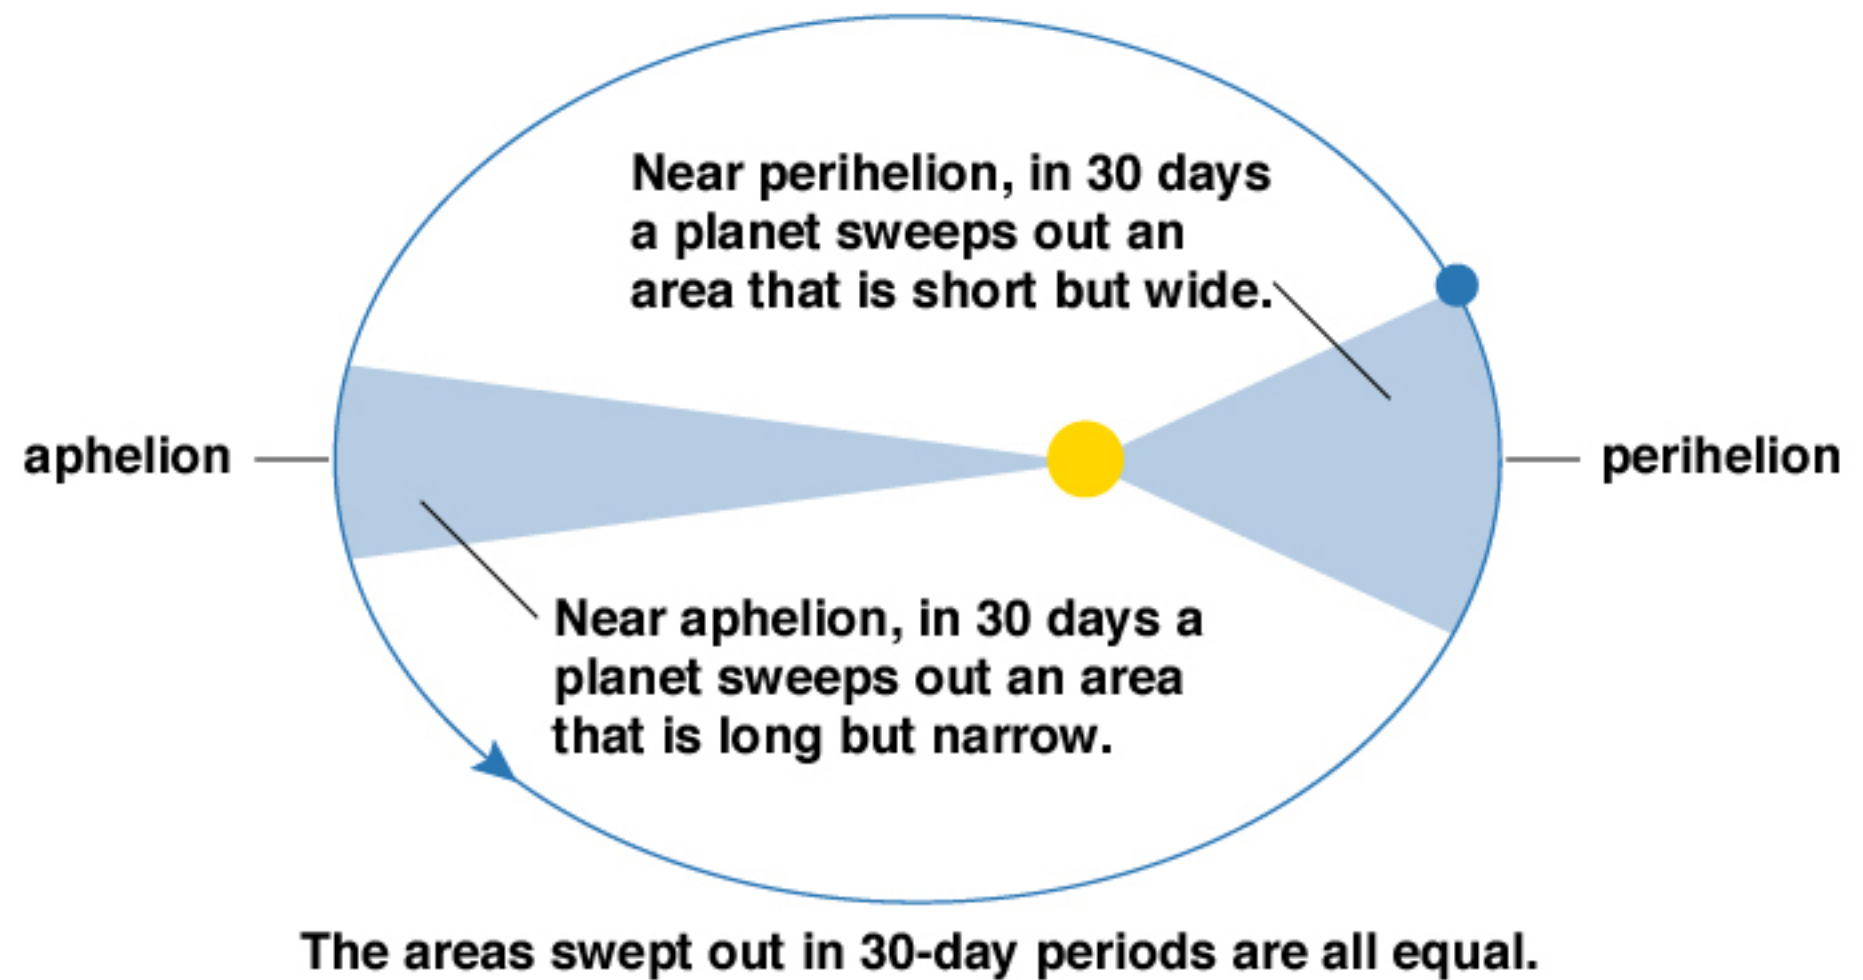 Near perihelion, in 30 days
a planet sweeps out an
area that is short but wide.
aphelion
perihelion
Near aphelion, in 30 days a
planet sweeps out an area
that is long but narrow.
The areas swept out in 30-day periods are all equal.